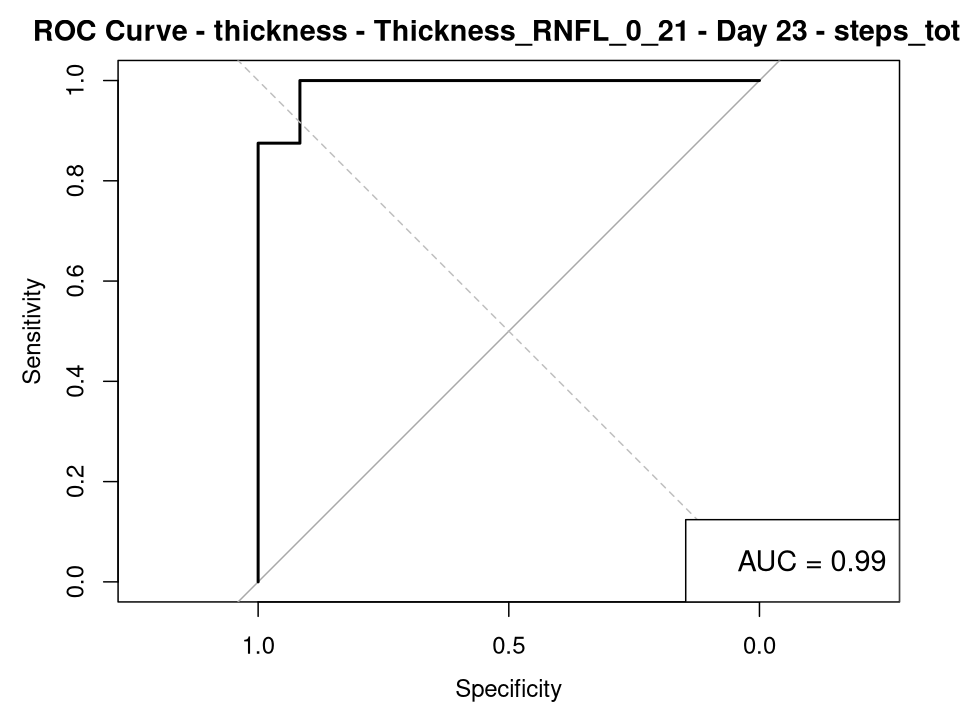 ROC Curve - thickness - Thickness_RNFL_0_21 - Day 23 - steps_tot
1.0
0.8
0.6
0.4
0.2
0.0
Sensitivity
AUC = 0.99
1.0 0.5 0.0
Specificity